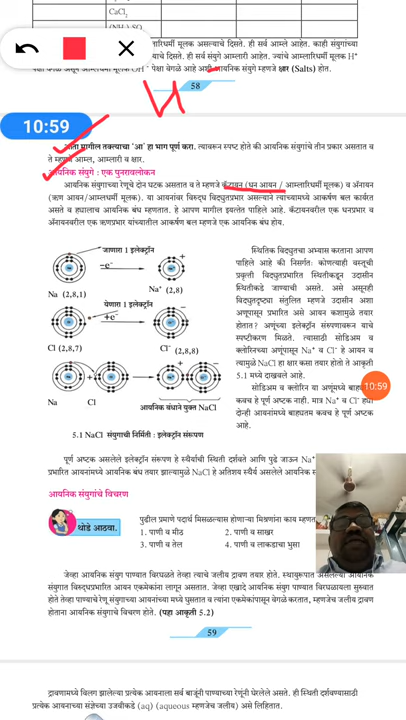 CaCl₂
(NH₄)₂SO₄
आम्लारिधर्मी मूलक असल्याचे दिसते. ही सर्व आम्ले आहेत. काही संयुगांच्या
याचे दिसते. ही सर्व संयुगे आम्लारी आहेत. ज्यांचे आम्लारिधर्मी मूलक H⁺
पेक्षा वेगळे आहे अशी आयनिक संयुगे म्हणजे क्षार (Salts) होत.
58
10:59
आता मागील तक्त्याचा 'आ' हा भाग पूर्ण करा. त्यावरून स्पष्ट होते की आयनिक संयुगांचे तीन प्रकार असतात व
ते म्हणजे आम्ल, आम्लारी व क्षार.
आयनिक संयुगे : एक पुनरावलोकन
आयनिक संयुगाच्या रेणूचे दोन घटक असतात व ते म्हणजे कॅटायन (धन आयन / आम्लारिधर्मी मूलक) व ॲनायन
(ऋण आयन/आम्लधर्मी मूलक). या आयनांवर विरुद्ध विद्युतप्रभार असल्यान त्यांच्यामध्ये आकर्षण बल कार्यरत
असते व ह्यालाच आयनिक बंध म्हणतात. हे आपण मागील इयत्तेत पाहिले आहे. कॅटायनवरील एक धनप्रभार व
ॲनायनवरील एक ऋणप्रभार यांच्यातील आकर्षण बल म्हणजे एक आयनिक बंध होय.
जाणारा 1 इलेक्ट्रॉन
−e⁻
+
Na (2,8,1) Na⁺ (2,8)
येणारा 1 इलेक्ट्रॉन
+e⁻
−
Cl (2,8,7) Cl⁻ (2,8,8)
+ + −
Na Cl
आयनिक बंधाने युक्त NaCl
5.1 NaCl संयुगाची निर्मिती : इलेक्ट्रॉन संरूपण
स्थितिक विद्युतचा अभ्यास करताना आपण
पाहिले आहे की निसर्गतः कोणत्याही वस्तूची
प्रवृत्ती विद्युतप्रभारित स्थितीकडून उदासीन
स्थितीकडे जाण्याची असते. असे असूनही
विद्युतदृष्ट्या संतुलित म्हणजे उदासीन अशा
अणूपासून प्रभारित असे आयन कशामुळे तयार
होतात? अणूंच्या इलेक्ट्रॉन संरुपणावरून याचे
स्पष्टीकरण मिळते. त्यासाठी सोडिअम व
क्लोरिनच्या अणूंपासून Na⁺ व Cl⁻ हे आयन व
त्यामुळे NaCl हा क्षार कसा तयार होतो ते आकृती
5.1 मध्ये दाखवले आहे.
सोडिअम व क्लोरिन या अणूंमध्ये बाह्यतम
कवच हे पूर्ण अष्टक नाही. मात्र Na⁺ व Cl⁻ ह्या
दोन्ही आयनांमध्ये बाह्यतम कवच हे पूर्ण अष्टक
आहे.
10:59
पूर्ण अष्टक असलेले इलेक्ट्रॉन संरूपण हे स्थैर्याची स्थिती दर्शवते आणि पुढे जाऊन Na⁺
प्रभारित आयनांमध्ये आयनिक बंध तयार झाल्यामुळे NaCl हे अतिशय स्थैर्य असलेले आयनिक
आयनिक संयुगांचे विचरण
थोडे आठवा.
पुढीलप्रमाणे पदार्थ मिसळल्यास होणाऱ्या मिश्रणांना काय म्हणतात
1. पाणी व मीठ 2. पाणी व साखर
3. पाणी व तेल 4. पाणी व लाकडाचा भुसा
जेव्हा आयनिक संयुग पाण्यात विरघळते तेव्हा त्याचे जलीय द्रावण तयार होते. स्थायुरूपात असलेल्या आयनिक
संयुगात विरुद्धप्रभारित आयन एकमेकांना लागून असतात. जेव्हा एखादे आयनिक संयुग पाण्यात विरघळायला सुरुवात
होते तेव्हा पाण्याचे रेणू संयुगाच्या आयनांमध्ये घुसतात व त्यांना एकमेकांपासून वेगळे करतात, म्हणजेच जलीय द्रावण
होताना आयनिक संयुगाचे विचरण होते. (पहा आकृती 5.2)
59
द्रावणामध्ये विलग झालेल्या प्रत्येक आयनाला सर्व बाजूंनी पाण्याच्या रेणूंनी घेरलेले असते. ही स्थिती दर्शवण्यासाठी
प्रत्येक आयनाच्या संज्ञेच्या उजवीकडे (aq) (aqueous म्हणजेच जलीय) असे लिहितात.